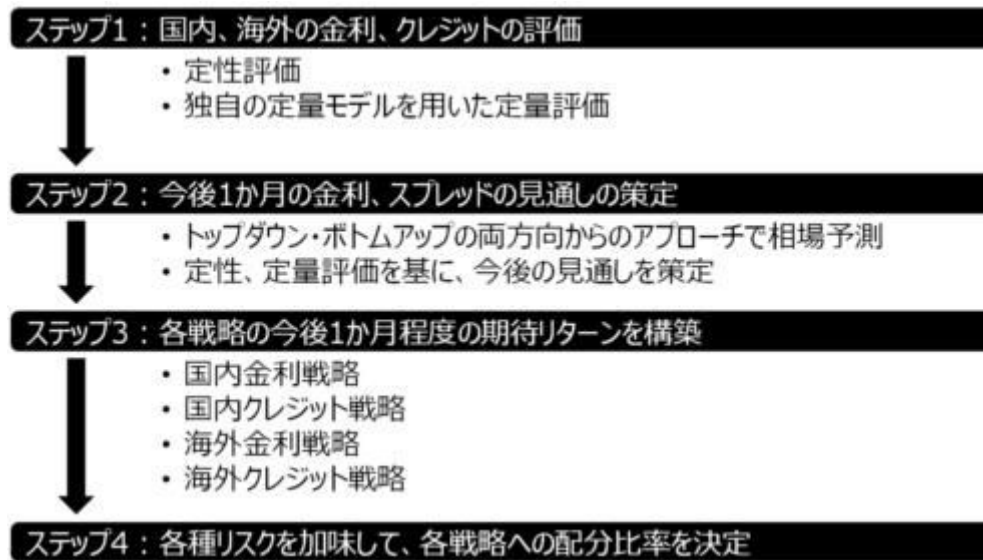 ステップ1：国内、海外の金利、クレジットの評価
・定性評価
・独自の定量モデルを用いた定量評価
ステップ2：今後1か月の金利、スプレッドの見通しの策定
・トップダウン・ボトムアップの両方向からのアプローチで相場予測
・定性、定量評価を基に、今後の見通しを策定
ステップ3：各戦略の今後1か月程度の期待リターンを構築
・国内金利戦略
・国内クレジット戦略
・海外金利戦略
・海外クレジット戦略
ステップ4：各種リスクを加味して、各戦略への配分比率を決定